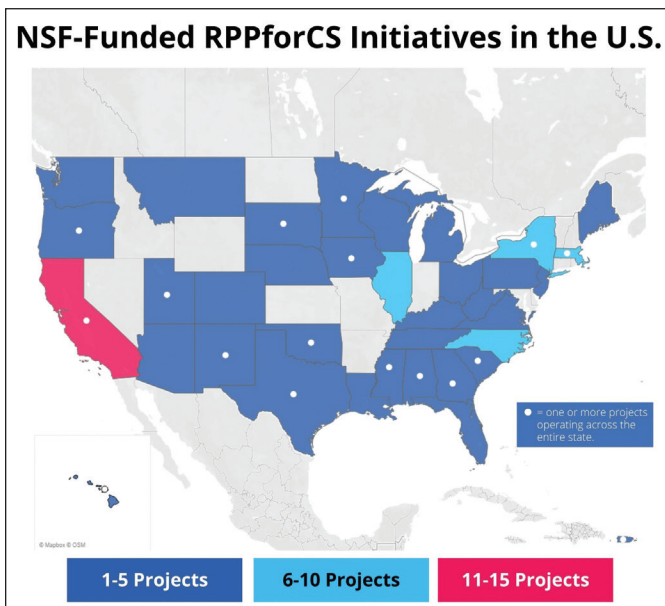 NSF-Funded RPPforCS Initiatives in the U.S.
= one or more projects
operating across the
entire state.
© Mapbox © OSM
1-5 Projects
6-10 Projects
11-15 Projects